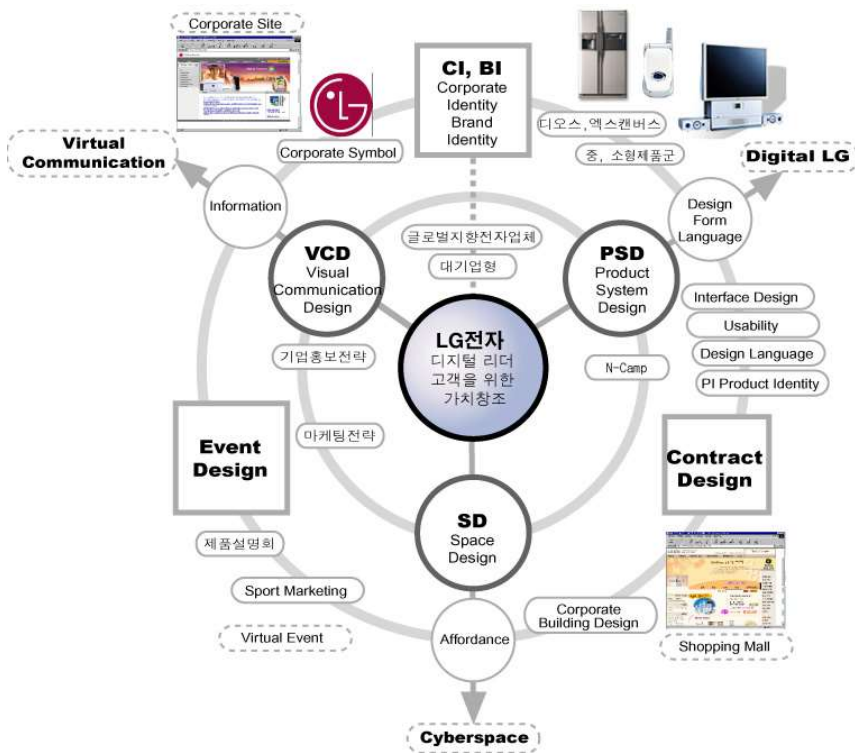 Corporate Site
CI, BI
Corporate
Identity
Brand
Identity
디오스,엑스캔버스
중, 소형제품군
Virtual
Communication
Corporate Symbol
Digital LG
Information
Design
Form
Language
글로벌지향전자업체
대기업형
VCD
Visual
Communication
Design
PSD
Product
System
Design
Interface Design
Usability
Design Language
PI Product Identity
LG전자
디지털 리더
고객을 위한
가치창조
기업홍보전략
N-Camp
마케팅전략
Event
Design
Contract
Design
SD
Space
Design
제품설명회
Sport Marketing
Virtual Event
Corporate
Building Design
Affordance
Shopping Mall
Cyberspace